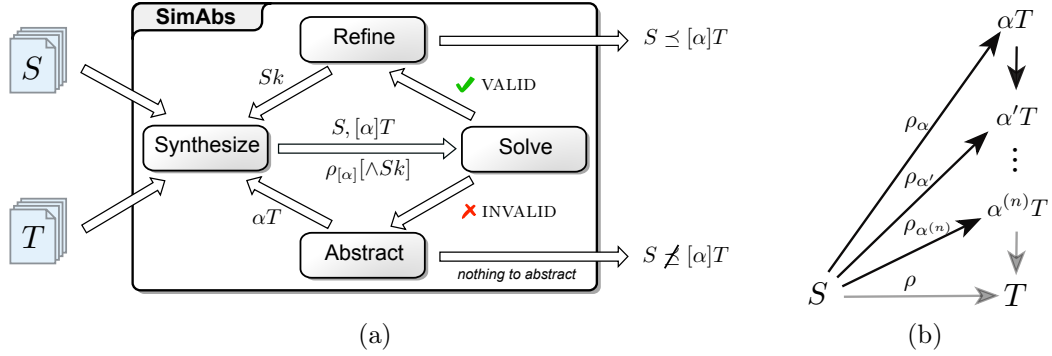 SimAbs
S
T
Refine
S ⪯ [α]T
Sk
✓ VALID
Synthesize
S, [α]T
ρ[α][∧Sk]
Solve
αT
✗ INVALID
Abstract
nothing to abstract
S ⪯̸ [α]T
(a)
αT
ρα
α′T
ρα′
⋮
α(n)T
ρα(n)
S
ρ
T
(b)